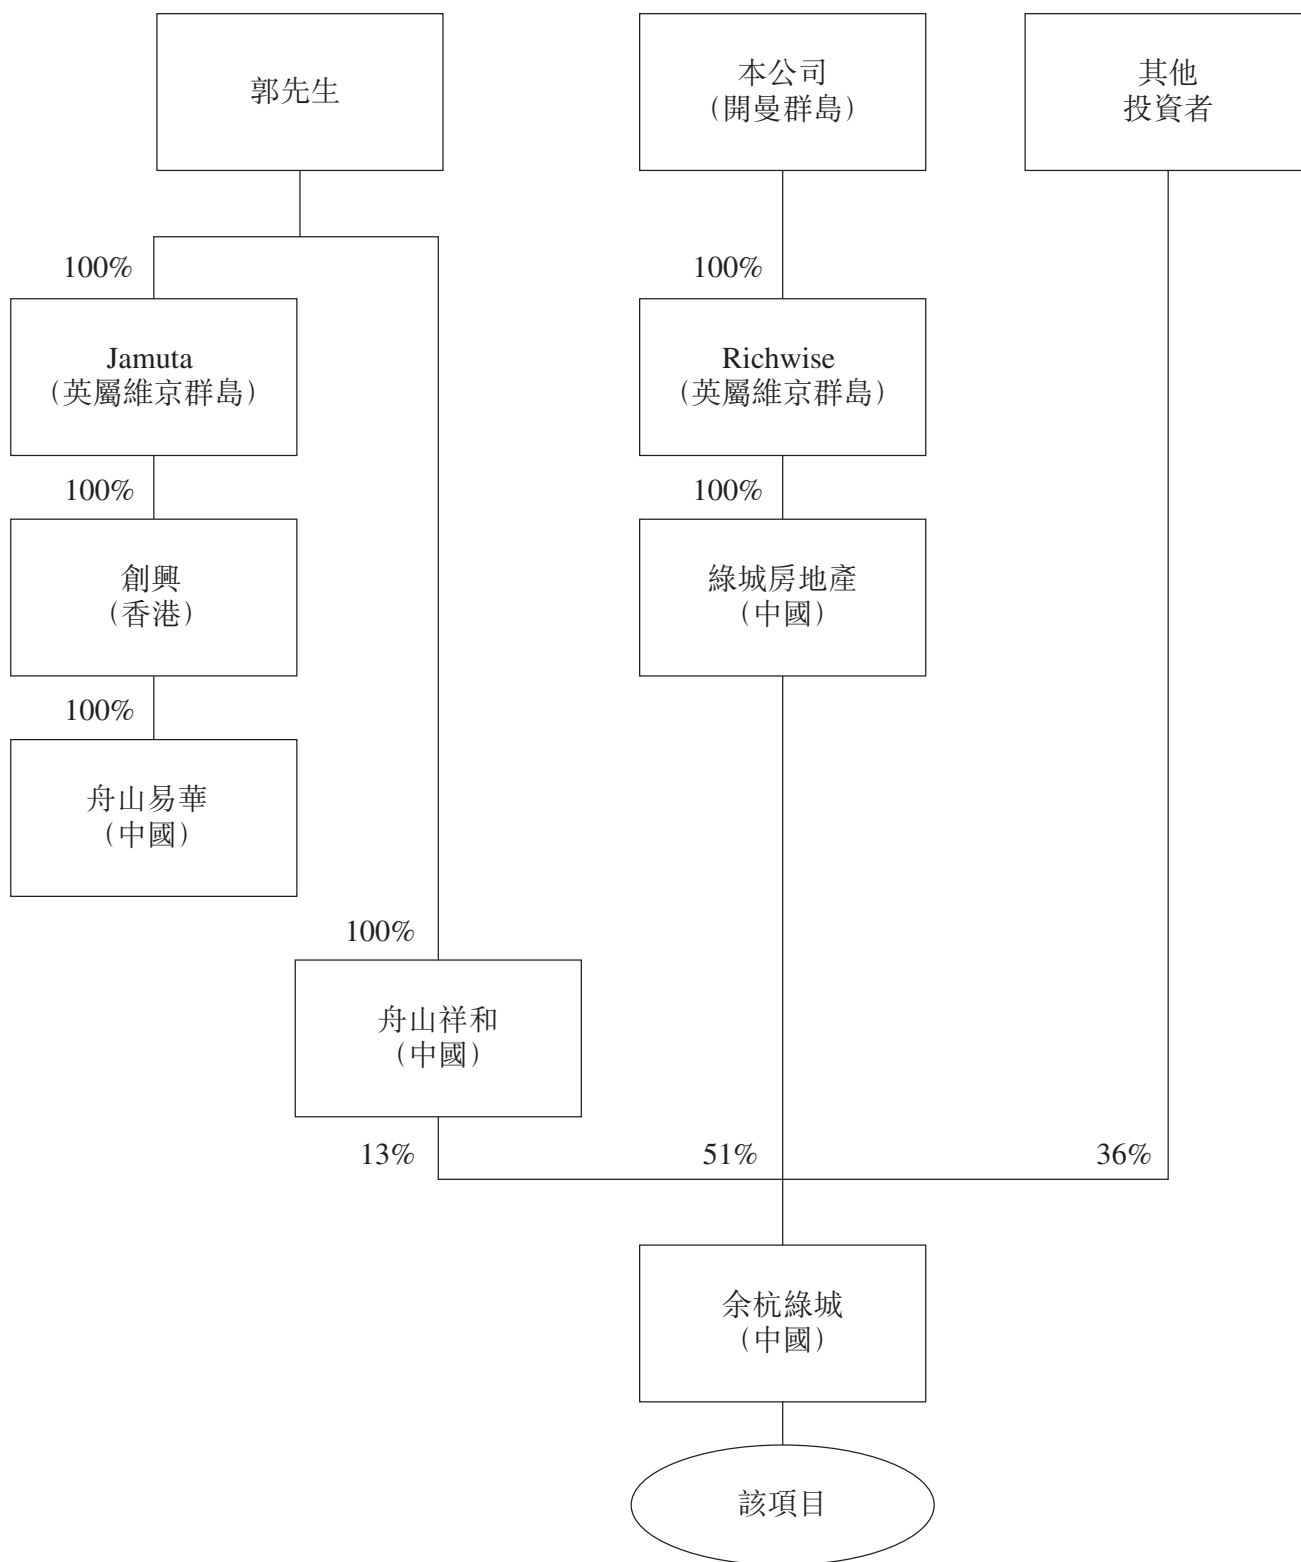 郭先生
本公司
（開曼群島）
其他
投資者
100%
100%
Jamuta
（英屬維京群島）
Richwise
（英屬維京群島）
100%
100%
創興
（香港）
綠城房地產
（中國）
100%
舟山易華
（中國）
100%
舟山祥和
（中國）
13%
51%
36%
余杭綠城
（中國）
該項目